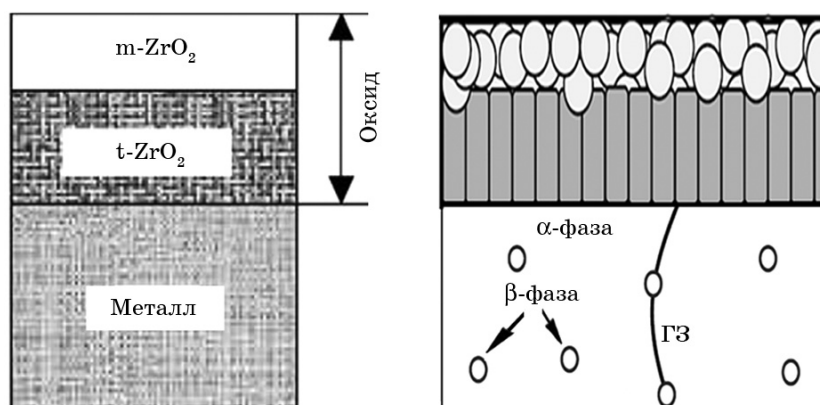 m-ZrO₂
t-ZrO₂
Металл
Оксид
α-фаза
β-фаза
ГЗ